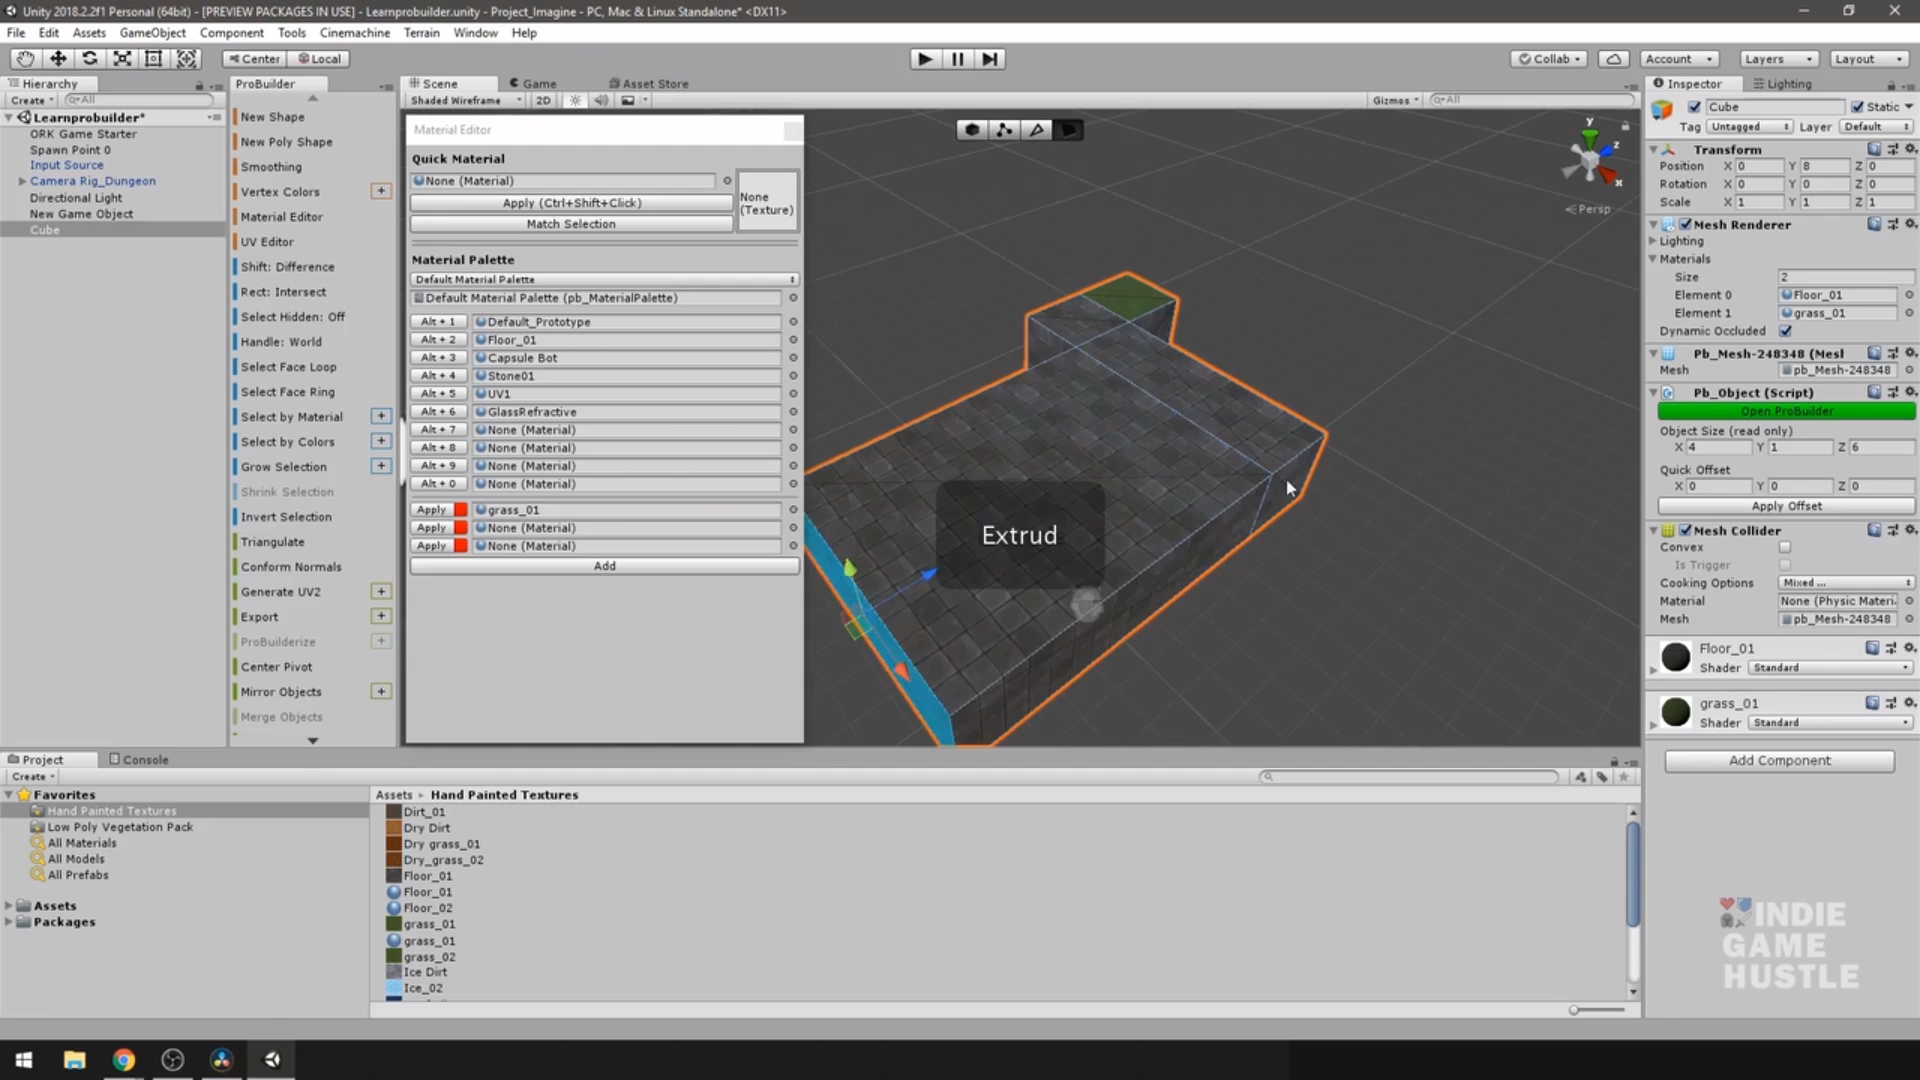 Unity 2018.2.2f1 Personal (64bit) - [PREVIEW PACKAGES IN USE] - Learnprobuilder.unity - Project_Imagine - PC, Mac & Linux Standalone* <DX11>
File Edit Assets GameObject Component Tools Cinemachine Terrain Window Help
Center Local Collab Account Layers Layout
Hierarchy
Create All
Learnprobuilder*
ORK Game Starter
Spawn Point 0
Input Source
Camera Rig_Dungeon
Directional Light
New Game Object
Cube
ProBuilder
New Shape
New Poly Shape
Smoothing
Vertex Colors +
Material Editor
UV Editor
Shift: Difference
Rect: Intersect
Select Hidden: Off
Handle: World
Select Face Loop
Select Face Ring
Select by Material +
Select by Colors +
Grow Selection +
Shrink Selection
Invert Selection
Triangulate
Conform Normals
Generate UV2 +
Export +
ProBuilderize +
Center Pivot
Mirror Objects +
Merge Objects
Scene Game Asset Store
Shaded Wireframe 2D Gizmos All
Material Editor
Quick Material
None (Material)
Apply (Ctrl+Shift+Click)
Match Selection
None
(Texture)
Material Palette
Default Material Palette
Default Material Palette (pb_MaterialPalette)
Alt + 1 Default_Prototype
Alt + 2 Floor_01
Alt + 3 Capsule Bot
Alt + 4 Stone01
Alt + 5 UV1
Alt + 6 GlassRefractive
Alt + 7 None (Material)
Alt + 8 None (Material)
Alt + 9 None (Material)
Alt + 0 None (Material)
Apply grass_01
Apply None (Material)
Apply None (Material)
Add
y
z
x
Persp
Extrud
Inspector Lighting
Cube Static
Tag Untagged Layer Default
Transform
Position X 0 Y 8 Z 0
Rotation X 0 Y 0 Z 0
Scale X 1 Y 1 Z 1
Mesh Renderer
Lighting
Materials
Size 2
Element 0 Floor_01
Element 1 grass_01
Dynamic Occluded
Pb_Mesh-248348 (Mesl
Mesh pb_Mesh-248348
Pb_Object (Script)
Open ProBuilder
Object Size (read only)
X 4 Y 1 Z 6
Quick Offset
X 0 Y 0 Z 0
Apply Offset
Mesh Collider
Convex
Is Trigger
Cooking Options Mixed ...
Material None (Physic Materi
Mesh pb_Mesh-248348
Floor_01
Shader Standard
grass_01
Shader Standard
Add Component
Project Console
Create
Favorites
Hand Painted Textures
Low Poly Vegetation Pack
All Materials
All Models
All Prefabs
Assets
Packages
Assets Hand Painted Textures
Dirt_01
Dry Dirt
Dry grass_01
Dry_grass_02
Floor_01
Floor_01
Floor_02
grass_01
grass_01
grass_02
Ice Dirt
Ice_02
INDIE
GAME
HUSTLE